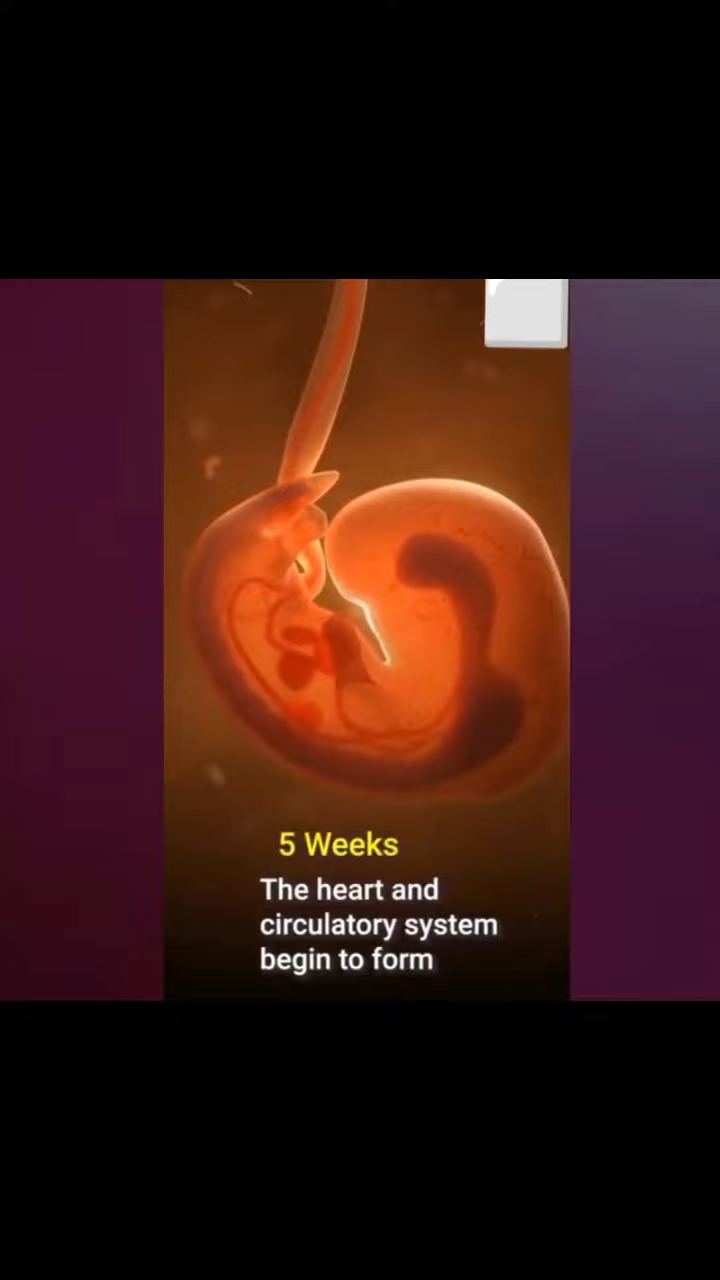 5 Weeks
The heart and
circulatory system
begin to form